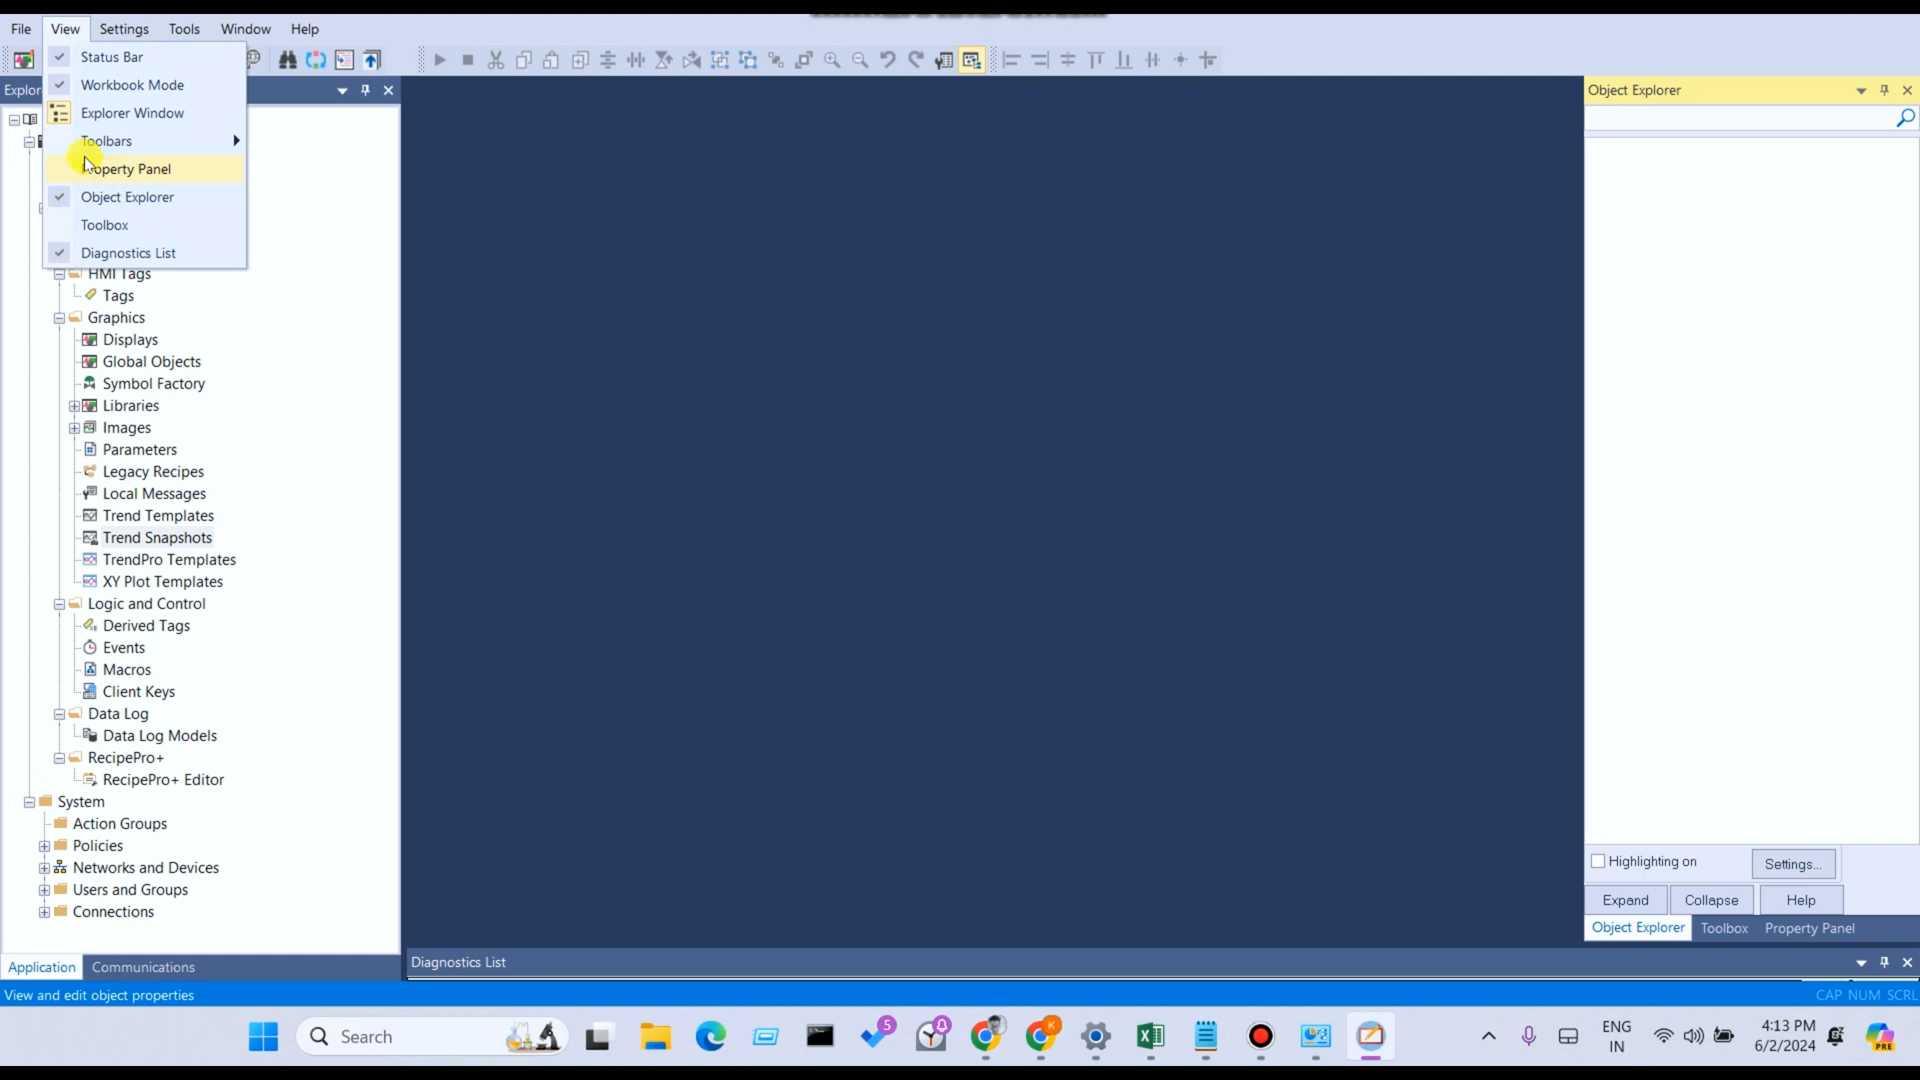 File View Settings Tools Window Help
Status Bar
Workbook Mode
Explorer Window
Toolbars
Property Panel
Object Explorer
Toolbox
Diagnostics List
HMI Tags
Tags
Graphics
Displays
Global Objects
Symbol Factory
Libraries
Images
Parameters
Legacy Recipes
Local Messages
Trend Templates
Trend Snapshots
TrendPro Templates
XY Plot Templates
Logic and Control
Derived Tags
Events
Macros
Client Keys
Data Log
Data Log Models
RecipePro+
RecipePro+ Editor
System
Action Groups
Policies
Networks and Devices
Users and Groups
Connections
Application Communications
Diagnostics List
Object Explorer
Highlighting on Settings...
Expand Collapse Help
Object Explorer Toolbox Property Panel
View and edit object properties CAP NUM SCRL
Search
5
K
ENG
IN
4:13 PM
6/2/2024
PRE